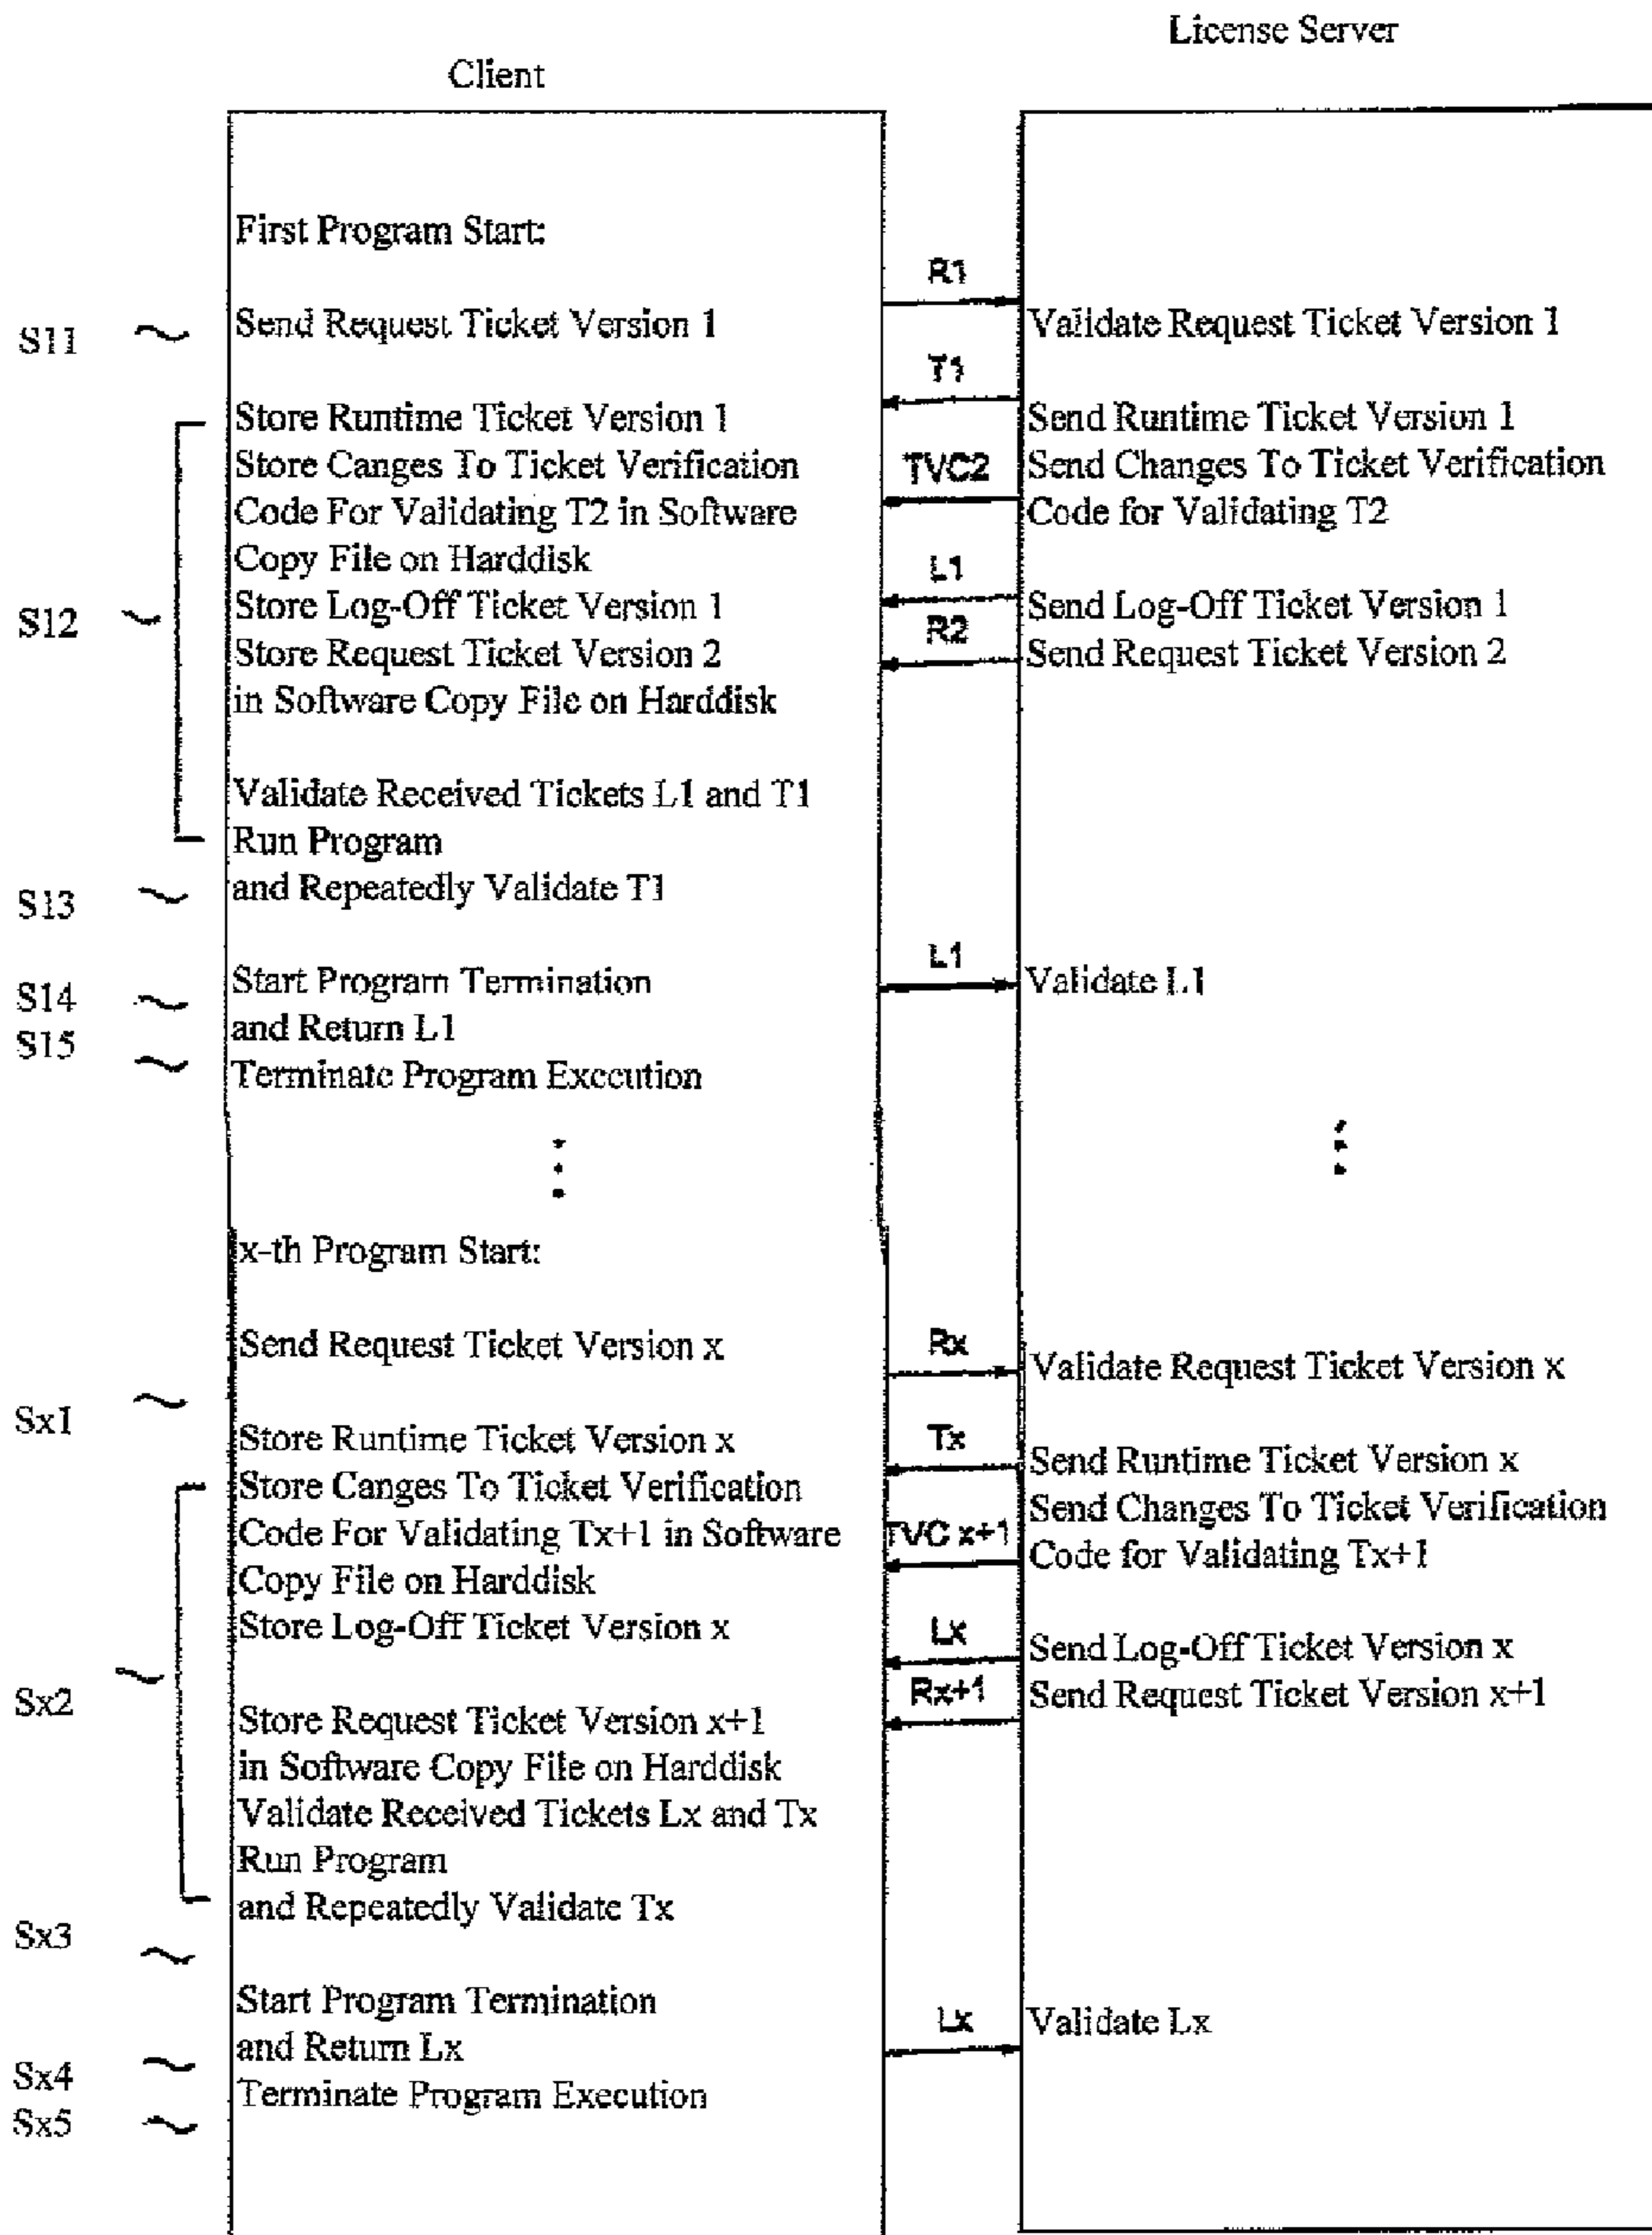 License Server
Client
First Program Start:
R1
S11
Send Request Ticket Version 1
Validate Request Ticket Version 1
T1
Store Runtime Ticket Version 1
Send Runtime Ticket Version 1
Store Canges To Ticket Verification
TVC2
Send Changes To Ticket Verification
Code For Validating T2 in Software
Code for Validating T2
Copy File on Harddisk
L1
S12
Store Log-Off Ticket Version 1
Send Log-Off Ticket Version 1
R2
Store Request Ticket Version 2
Send Request Ticket Version 2
in Software Copy File on Harddisk
Validate Received Tickets L1 and T1
Run Program
S13
and Repeatedly Validate T1
L1
S14
Start Program Termination
Validate L1
and Return L1
S15
Terminate Program Execution
x-th Program Start:
Send Request Ticket Version x
Rx
Validate Request Ticket Version x
Sx1
Store Runtime Ticket Version x
Tx
Send Runtime Ticket Version x
Store Canges To Ticket Verification
Send Changes To Ticket Verification
Code For Validating Tx+1 in Software
TVC x+1
Code for Validating Tx+1
Copy File on Harddisk
Store Log-Off Ticket Version x
Lx
Send Log-Off Ticket Version x
Sx2
Rx+1
Send Request Ticket Version x+1
Store Request Ticket Version x+1
in Software Copy File on Harddisk
Validate Received Tickets Lx and Tx
Run Program
and Repeatedly Validate Tx
Sx3
Start Program Termination
Lx
Validate Lx
and Return Lx
Sx4
Terminate Program Execution
Sx5